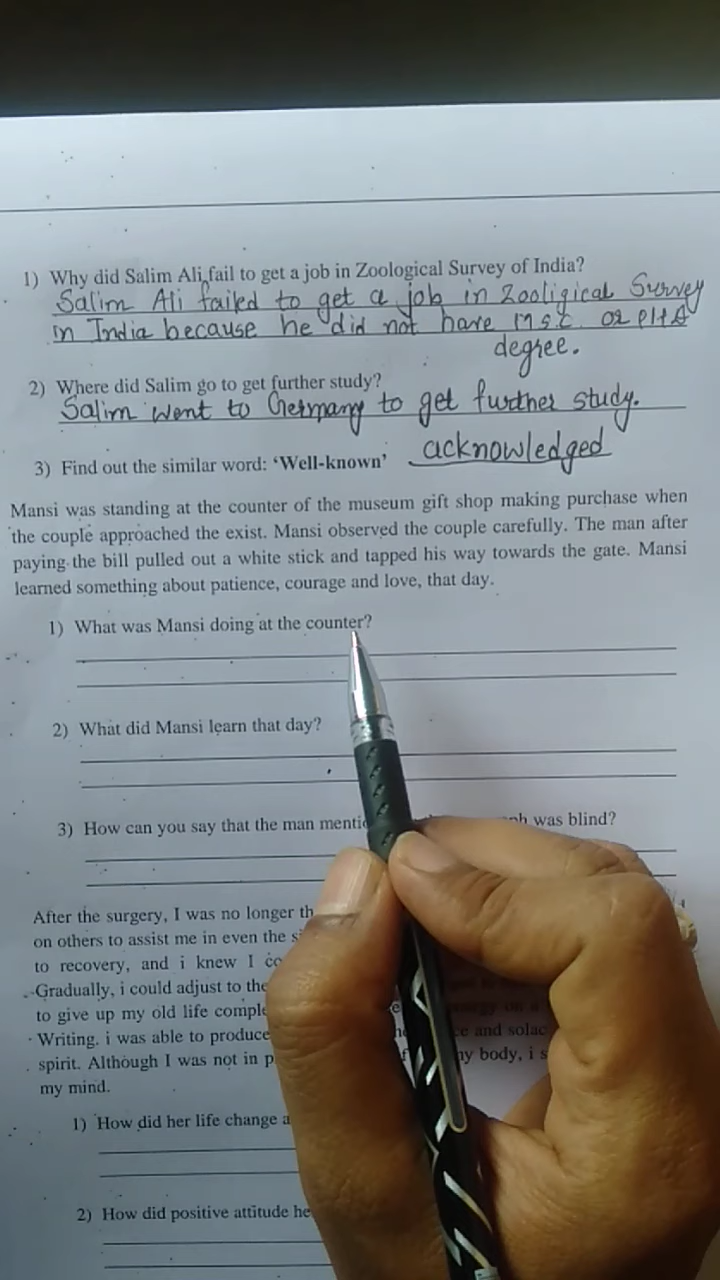 1) Why did Salim Ali fail to get a job in Zoological Survey of India?
Salim Ali failed to get a job in Zooligical Survey
in India because he did not have M.S.C. or PHD
degree.
2) Where did Salim go to get further study?
Salim went to Germany to get further study.
3) Find out the similar word: ‘Well-known’ acknowledged
Mansi was standing at the counter of the museum gift shop making purchase when
the couple approached the exist. Mansi observed the couple carefully. The man after
paying the bill pulled out a white stick and tapped his way towards the gate. Mansi
learned something about patience, courage and love, that day.
1) What was Mansi doing at the counter?
2) What did Mansi learn that day?
3) How can you say that the man was blind?
After the surgery, I was no longer
on others to assist me in even the
to recovery, and i knew I
Gradually, i could adjust to the
to give up my old life
Writing. i was able to produce and
spirit. Although I was not in my body, i
my mind.
1) How did her life change
2) How did positive attitude